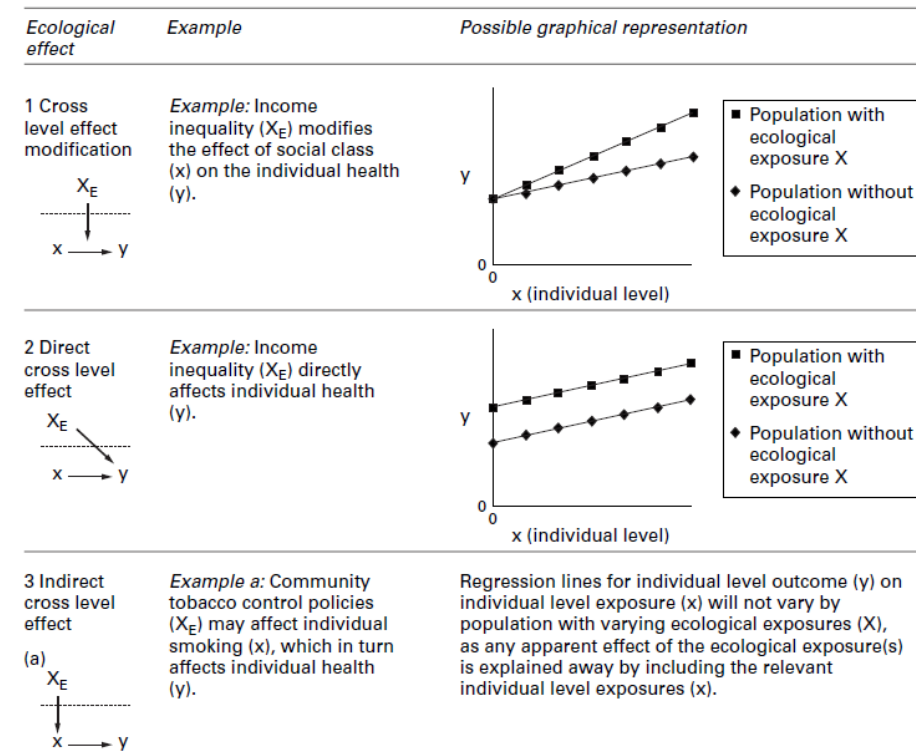 Ecological
effect
Example
Possible graphical representation
1 Cross
level effect
modification
X_E
x y
Example: Income
inequality (X_E) modifies
the effect of social class
(x) on the individual health
(y).
y
0
0
x (individual level)
Population with
ecological
exposure X
Population without
ecological
exposure X
2 Direct
cross level
effect
X_E
x y
Example: Income
inequality (X_E) directly
affects individual health
(y).
y
0
0
x (individual level)
Population with
ecological
exposure X
Population without
ecological
exposure X
3 Indirect
cross level
effect
(a)
X_E
x y
Example a: Community
tobacco control policies
(X_E) may affect individual
smoking (x), which in turn
affects individual health
(y).
Regression lines for individual level outcome (y) on
individual level exposure (x) will not vary by
population with varying ecological exposures (X),
as any apparent effect of the ecological exposure(s)
is explained away by including the relevant
individual level exposures (x).